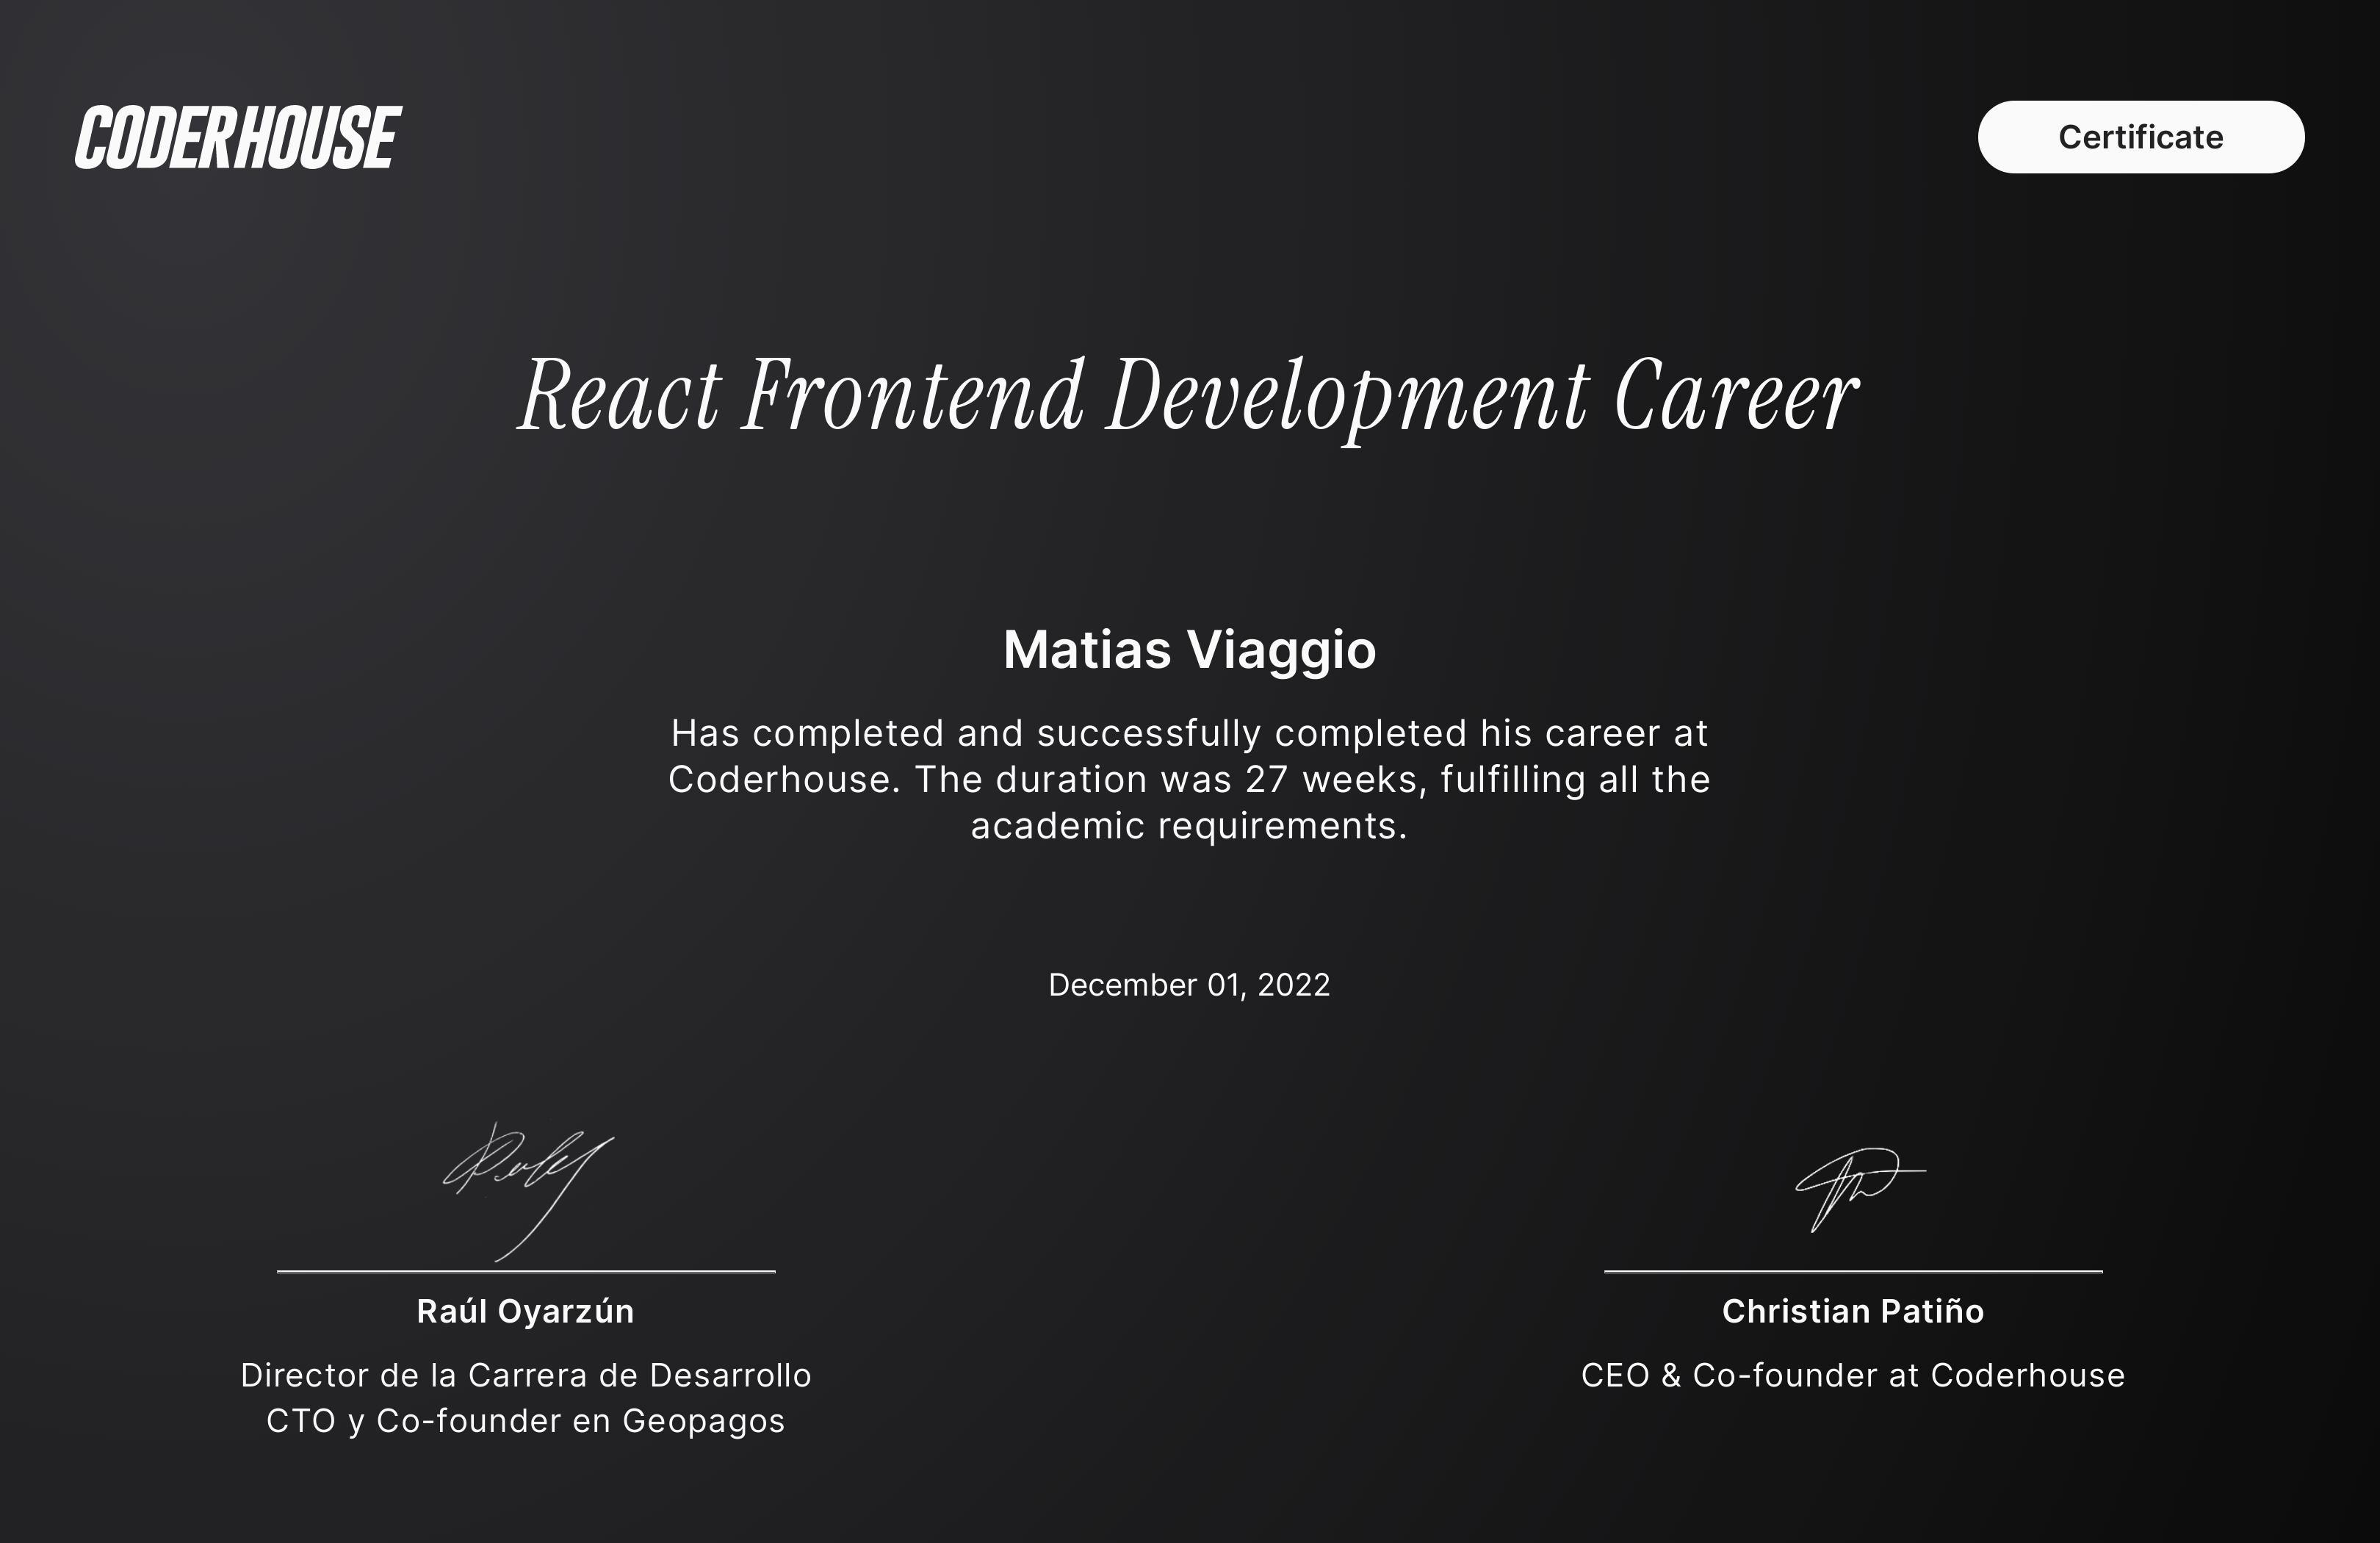 CODERHOUSE
Certificate
React Frontend Development Career
Matias Viaggio
Has completed and successfully completed his career at
Coderhouse. The duration was 27 weeks, fulfilling all the
academic requirements.
December 01, 2022
Raúl Oyarzún
Director de la Carrera de Desarrollo
CTO y Co-founder en Geopagos
Christian Patiño
CEO & Co-founder at Coderhouse